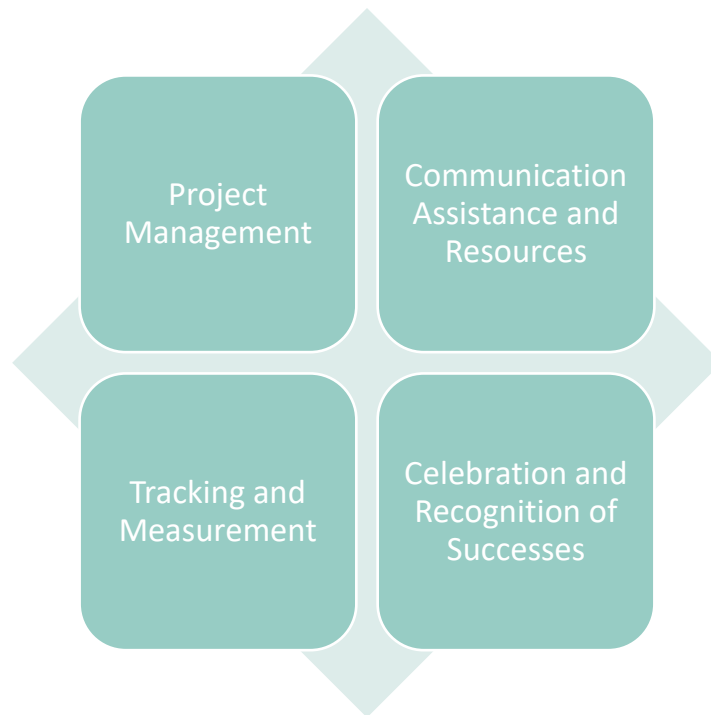 Project
Management
Communication
Assistance and
Resources
Tracking and
Measurement
Celebration and
Recognition of
Successes